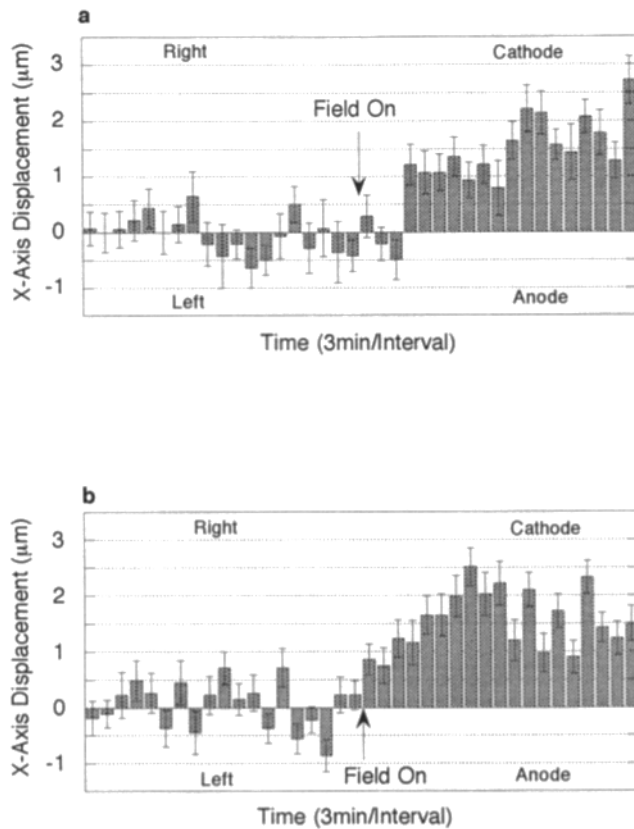 a
Right Cathode
3
2
1
0
-1
X-Axis Displacement (μm)
Field On
Left Anode
Time (3min/Interval)
b
Right Cathode
3
2
1
0
-1
X-Axis Displacement (μm)
Left Field On Anode
Time (3min/Interval)